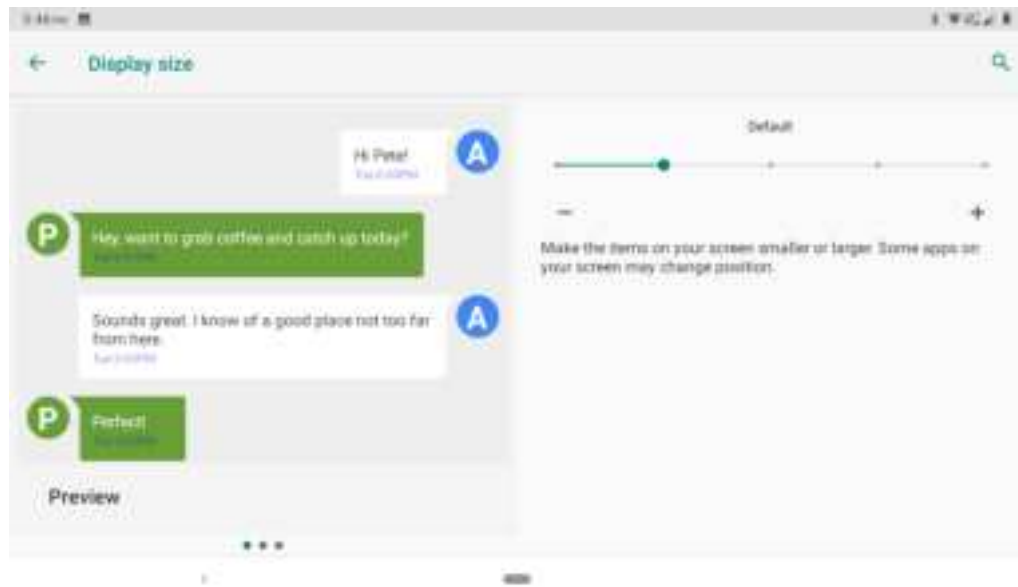 Display size
Hi Pete!
A
P
Hey, want to grab coffee and catch up today?
Sounds great. I know of a good place not too far
from here.
A
P
Perfect!
Preview
Default
Make the items on your screen smaller or larger. Some apps on
your screen may change position.